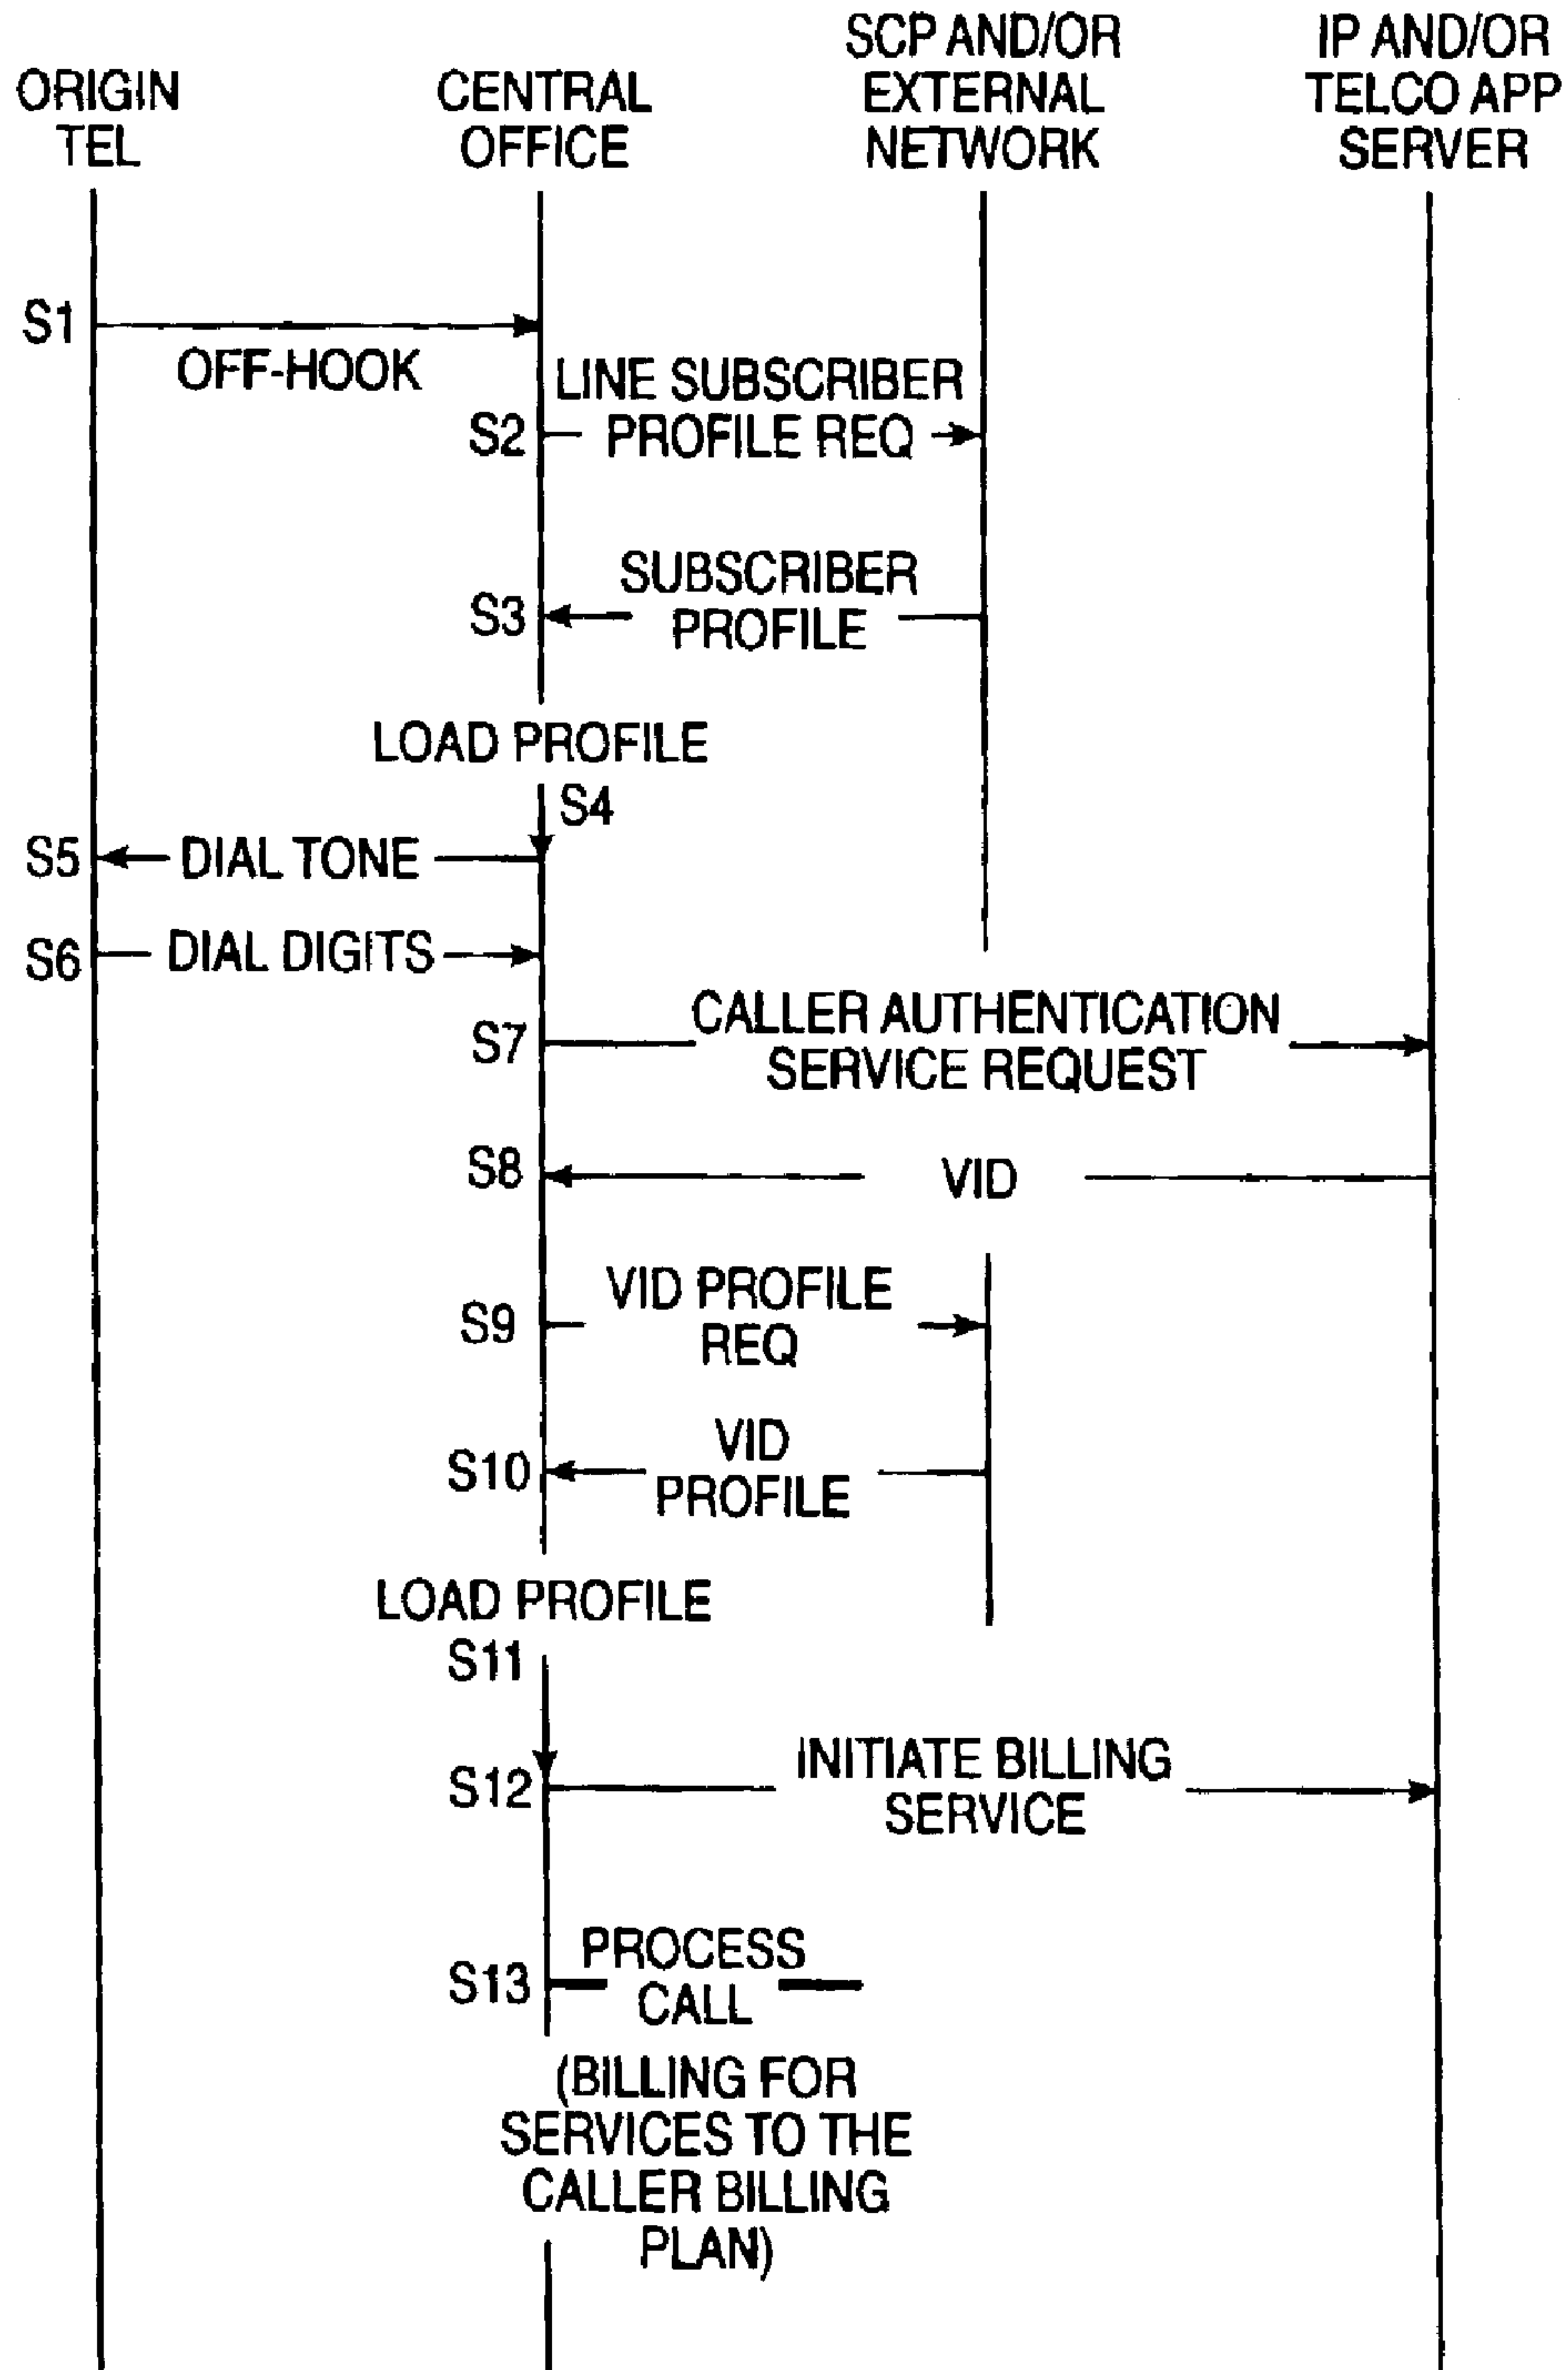 ORIGIN
TEL
CENTRAL
OFFICE
SCP AND/OR
EXTERNAL
NETWORK
IP AND/OR
TELCO APP
SERVER
S1
OFF-HOOK
S2
LINE SUBSCRIBER
PROFILE REQ
S3
SUBSCRIBER
PROFILE
LOAD PROFILE
S4
S5
DIAL TONE
S6
DIAL DIGITS
S7
CALLER AUTHENTICATION
SERVICE REQUEST
S8
VID
S9
VID PROFILE
REQ
S10
VID
PROFILE
LOAD PROFILE
S11
S12
INITIATE BILLING
SERVICE
S13
PROCESS
CALL
(BILLING FOR
SERVICES TO THE
CALLER BILLING
PLAN)